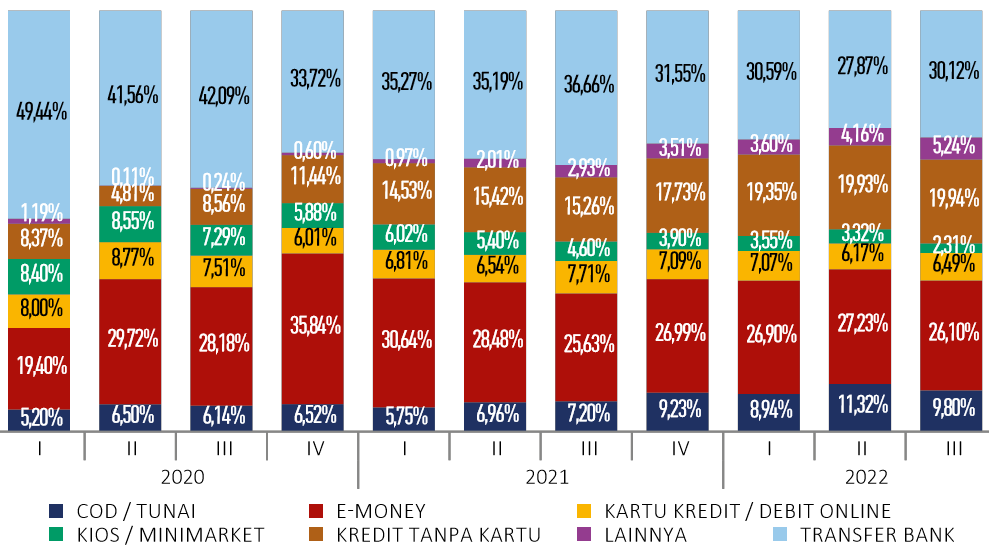 49,44% 41,56% 42,09% 33,72% 35,27% 35,19% 36,66% 31,55% 30,59% 27,87% 30,12%
1,19% 0,11% 0,24% 0,60% 0,97% 2,01% 2,93% 3,51% 3,60% 4,16% 5,24%
8,37% 4,81% 8,56% 11,44% 14,53% 15,42% 15,26% 17,73% 19,35% 19,93% 19,94%
8,40% 8,55% 7,29% 5,88% 6,02% 5,40% 4,60% 3,90% 3,55% 3,32% 2,31%
8,00% 8,77% 7,51% 6,01% 6,81% 6,54% 7,71% 7,09% 7,07% 6,17% 6,49%
19,40% 29,72% 28,18% 35,84% 30,64% 28,48% 25,63% 26,99% 26,90% 27,23% 26,10%
5,20% 6,50% 6,14% 6,52% 5,75% 6,96% 7,20% 9,23% 8,94% 11,32% 9,80%
I II III IV I II III IV I II III
2020 2021 2022
COD / TUNAI E-MONEY KARTU KREDIT / DEBIT ONLINE
KIOS / MINIMARKET KREDIT TANPA KARTU LAINNYA TRANSFER BANK